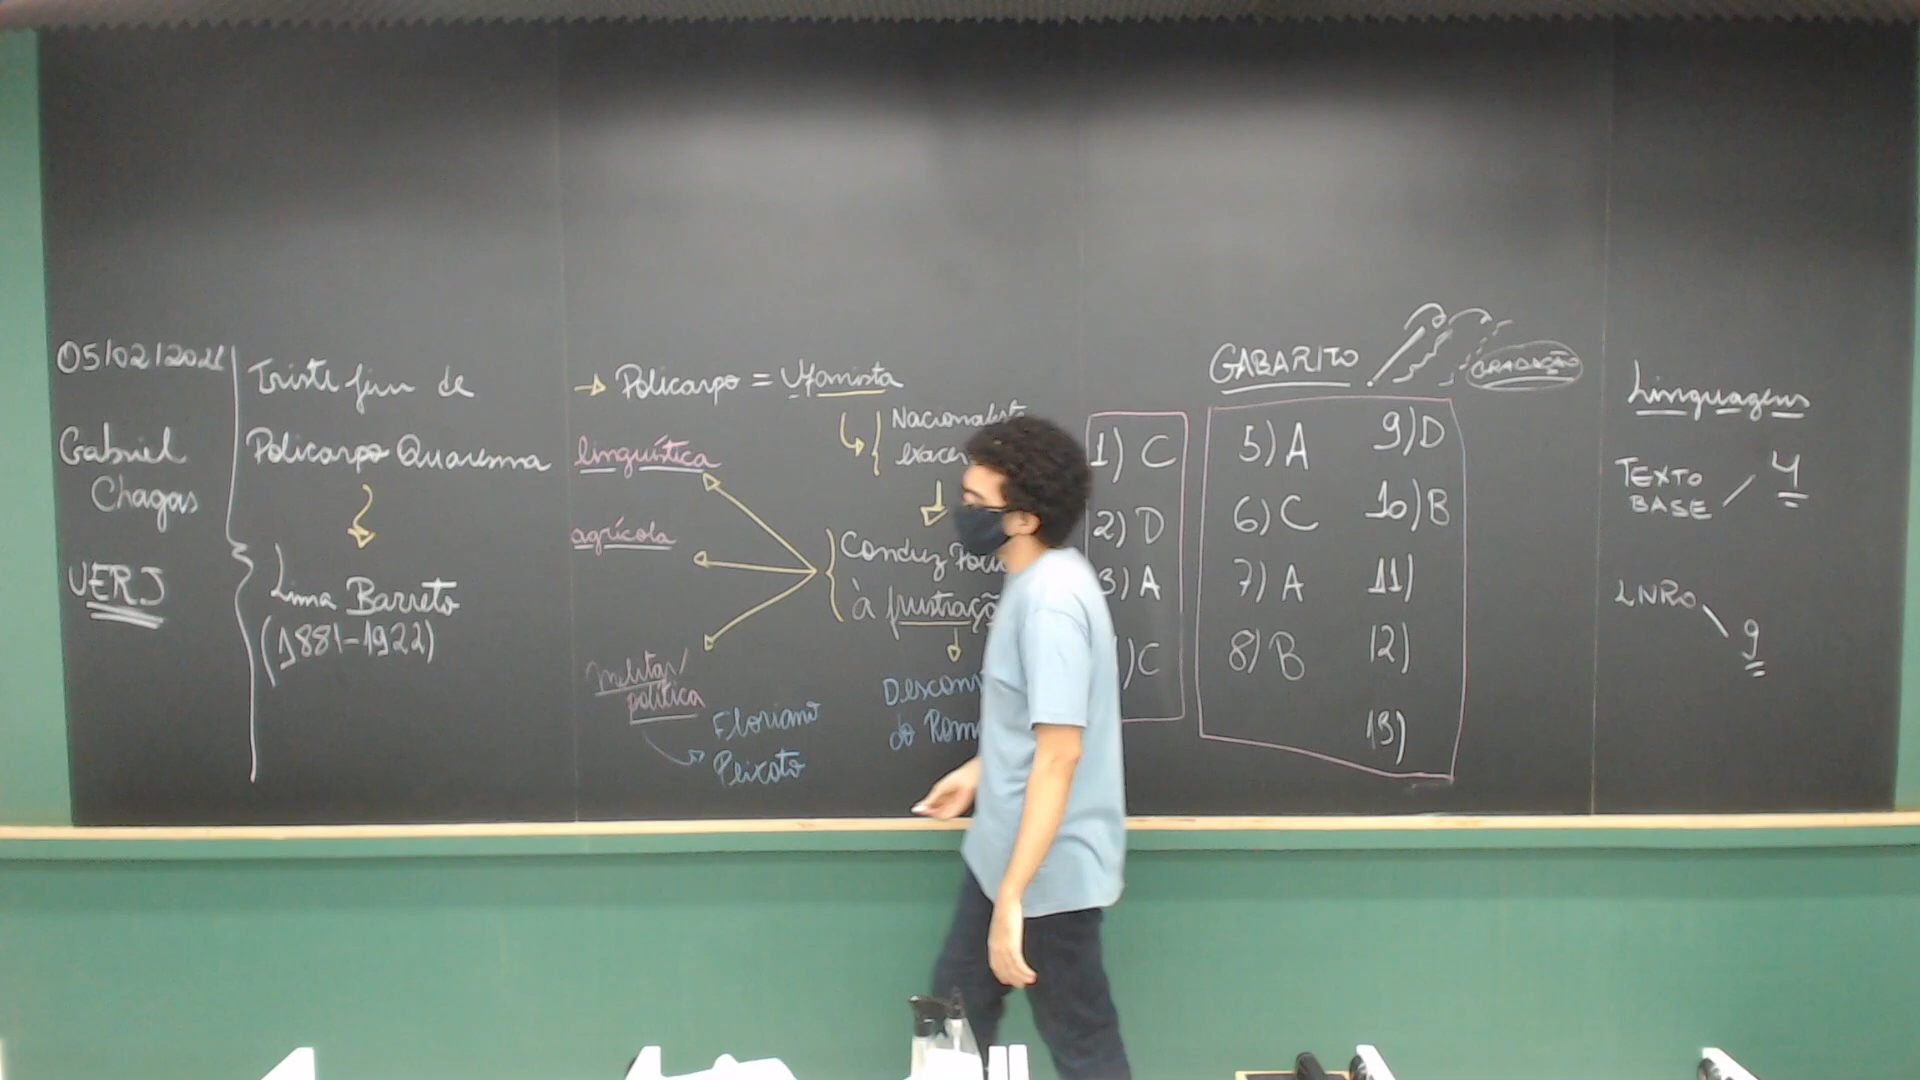 05/02/2021
Gabriel
Chagas
UERJ
Triste fim de
Policarpo Quaresma
Lima Barreto
(1881-1922)
→ Policarpo = Ufanista
Nacionalista
linguística
agrícola
militar/
política
Floriano
Peixoto
Conduz
à frustração
do
1) C
2) D
3) A
)C
GABARITO
GRADAÇÃO
5) A
6) C
7) A
8) B
9) D
10) B
11)
12)
13)
Linguagens
TEXTO
BASE
4
LIVRO
9